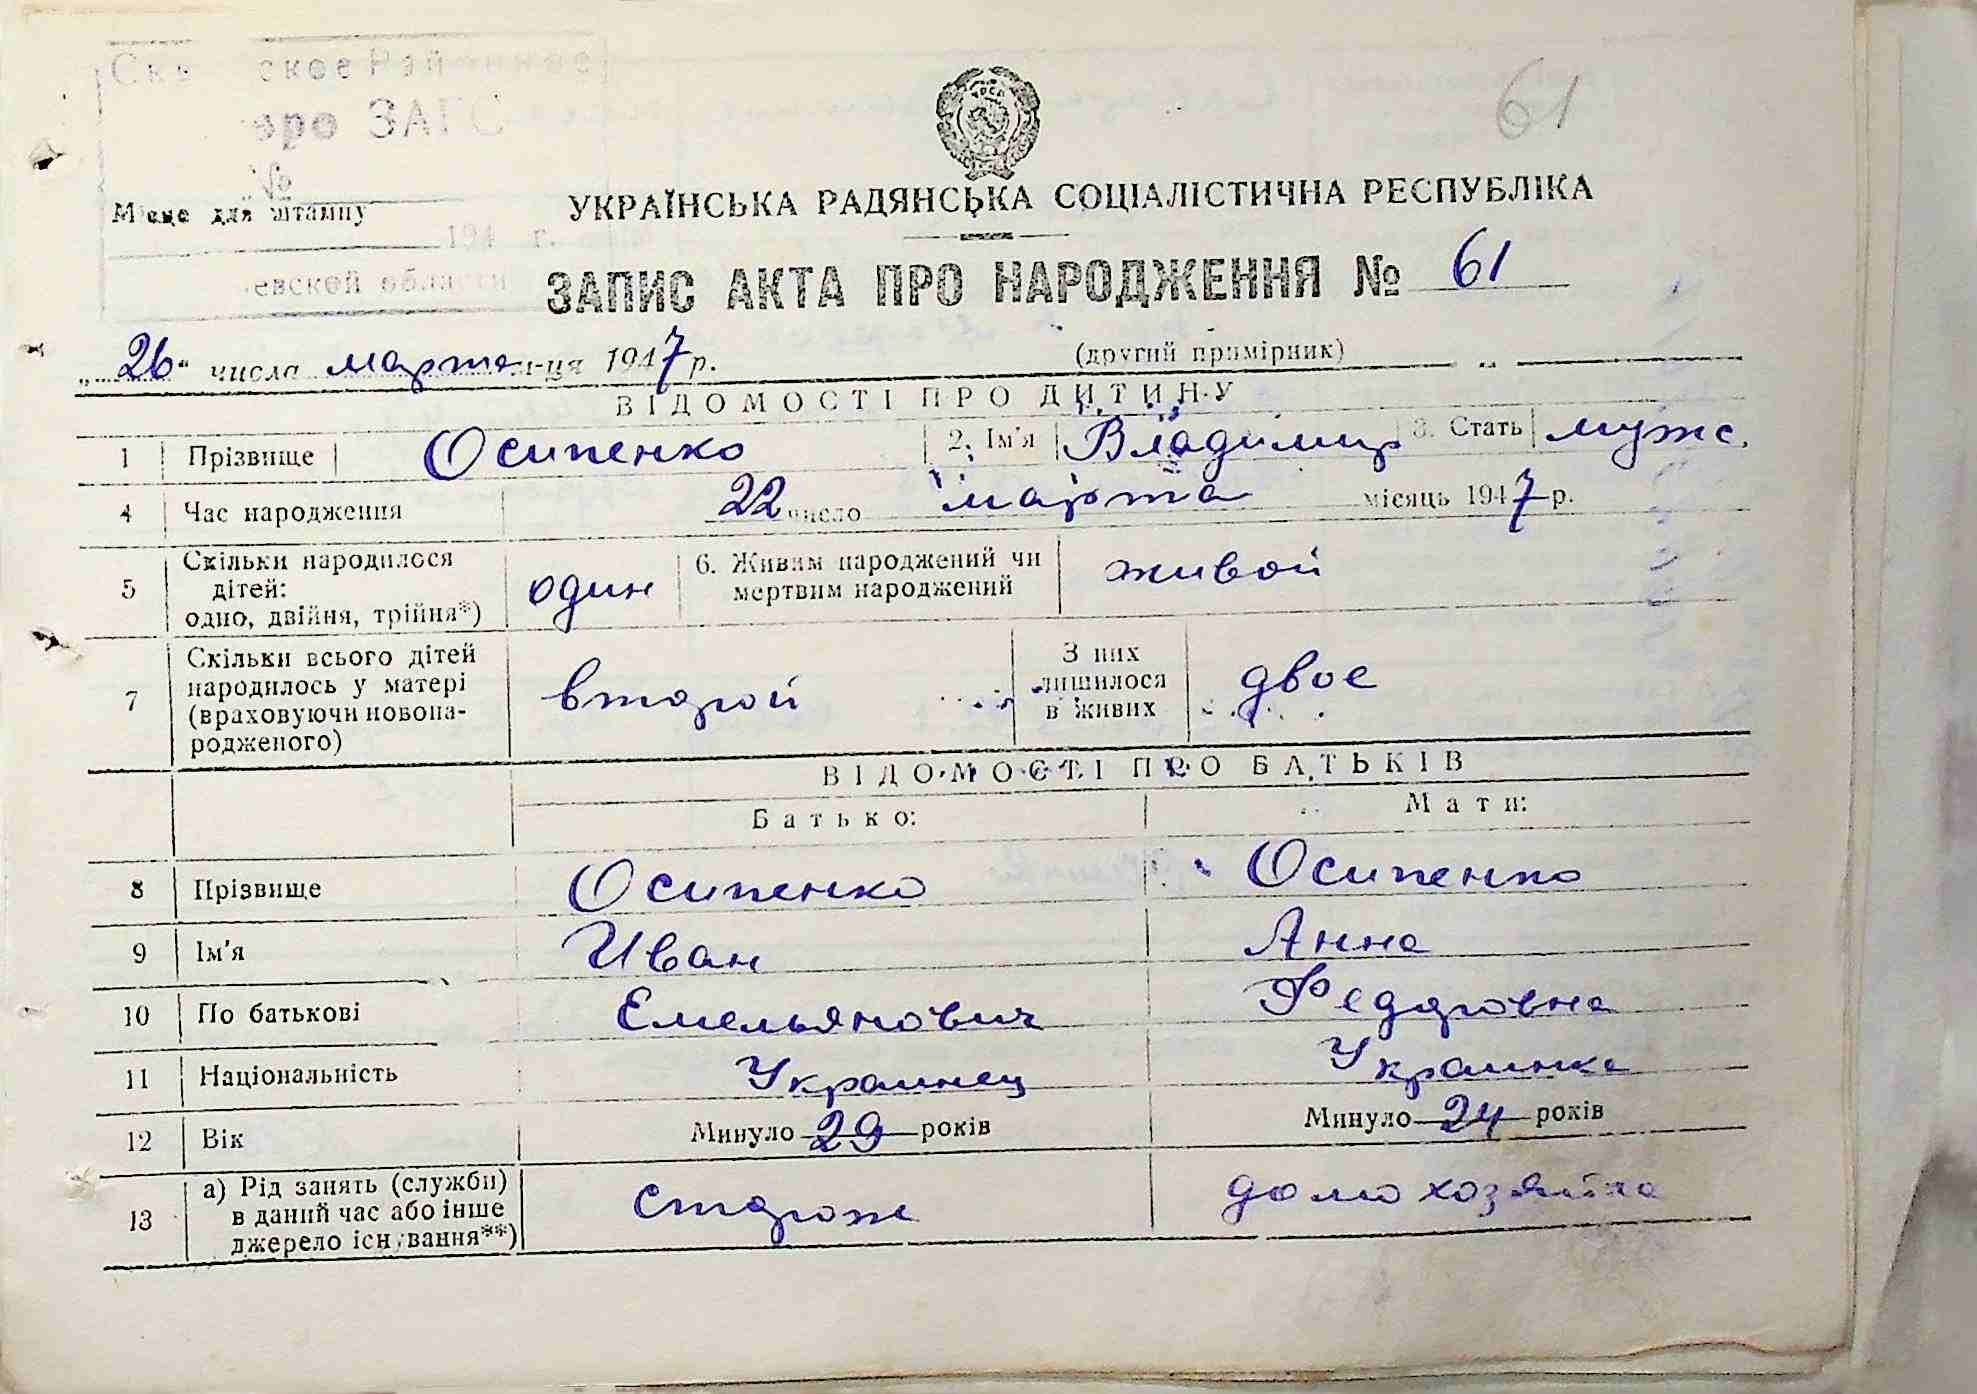 61
ЗАГС
№
Місце для штампу
194 г.
евской области
УРСР
УКРАЇНСЬКА РАДЯНСЬКА СОЦІАЛІСТИЧНА РЕСПУБЛІКА
ЗАПИС АКТА ПРО НАРОДЖЕННЯ № 61
„26“ числа марта м-ця 1947 р. (другий примірник)
ВІДОМОСТІ ПРО ДИТИНУ
1 Прізвище Осипенко 2. Ім'я Владимир 3. Стать муж.
4 Час народження 22 число марта місяць 1947 р.
5 Скільки народилося дітей: одно, двійня, трійня*) один 6. Живим народжений чи мертвим народжений живой
7 Скільки всього дітей народилось у матері (враховуючи новонародженого) второй З них лишилося в живих двое
ВІДОМОСТІ ПРО БАТЬКІВ
Батько: Мати:
8 Прізвище Осипенко Осипенко
9 Ім'я Иван Анна
10 По батькові Емельянович Федоровна
11 Національність Украинец Украинка
12 Вік Минуло 29 років Минуло 24 років
13 а) Рід занять (служби) в даний час або інше джерело існування**) сторож домохозяйка